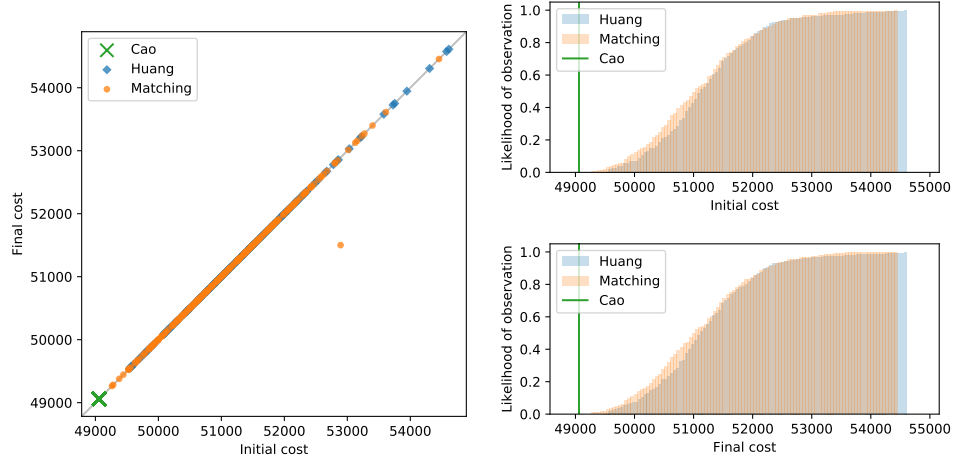 Cao
Huang
Matching
54000
53000
52000
51000
50000
49000
Final cost
49000 50000 51000 52000 53000 54000
Initial cost
Huang
Matching
Cao
1.0
0.8
0.6
0.4
0.2
0.0
Likelihood of observation
49000 50000 51000 52000 53000 54000 55000
Initial cost
Huang
Matching
Cao
1.0
0.8
0.6
0.4
0.2
0.0
Likelihood of observation
49000 50000 51000 52000 53000 54000 55000
Final cost